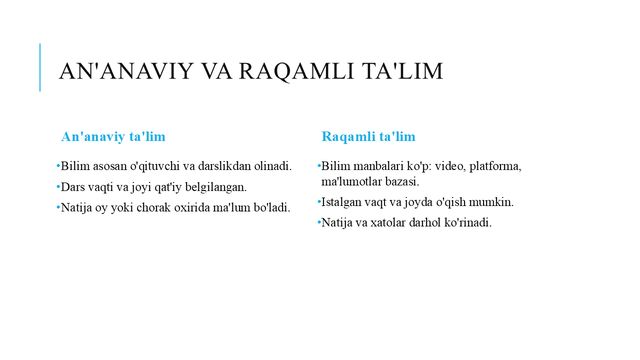 AN'ANAVIY VA RAQAMLI TA'LIM
An'anaviy ta'lim
•Bilim asosan o'qituvchi va darslikdan olinadi.
•Dars vaqti va joyi qat'iy belgilangan.
•Natija oy yoki chorak oxirida ma'lum bo'ladi.
Raqamli ta'lim
•Bilim manbalari ko'p: video, platforma,
ma'lumotlar bazasi.
•Istalgan vaqt va joyda o'qish mumkin.
•Natija va xatolar darhol ko'rinadi.